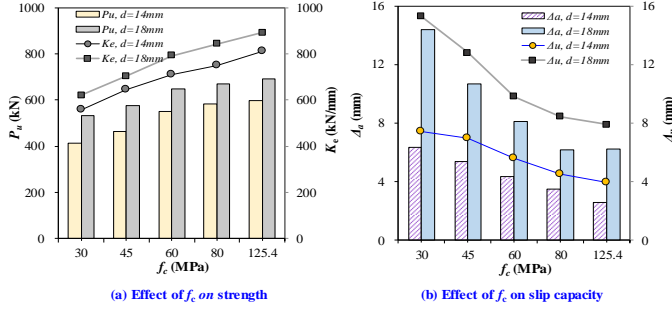 Pu, d=14mm
Pu, d=18mm
Ke, d=14mm
Ke, d=18mm
1000
800
600
400
200
0
1000
800
600
400
200
0
Pu (kN)
Ke (kN/mm)
30 45 60 80 125.4
fc (MPa)
(a) Effect of fc on strength
Δa, d=14mm
Δa, d=18mm
Δu, d=14mm
Δu, d=18mm
16
12
8
4
0
16
12
8
4
0
Δa (mm)
Δu (mm)
30 45 60 80 125.4
fc (MPa)
(b) Effect of fc on slip capacity